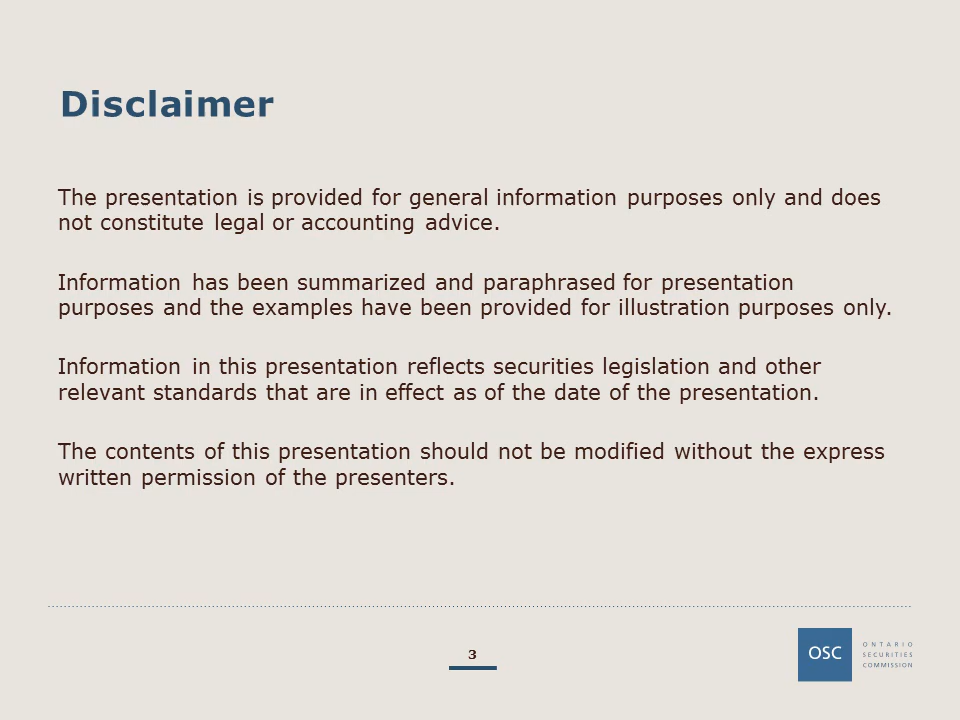 Disclaimer
The presentation is provided for general information purposes only and does
not constitute legal or accounting advice.
Information has been summarized and paraphrased for presentation
purposes and the examples have been provided for illustration purposes only.
Information in this presentation reflects securities legislation and other
relevant standards that are in effect as of the date of the presentation.
The contents of this presentation should not be modified without the express
written permission of the presenters.
3
OSC
ONTARIO
SECURITIES
COMMISSION